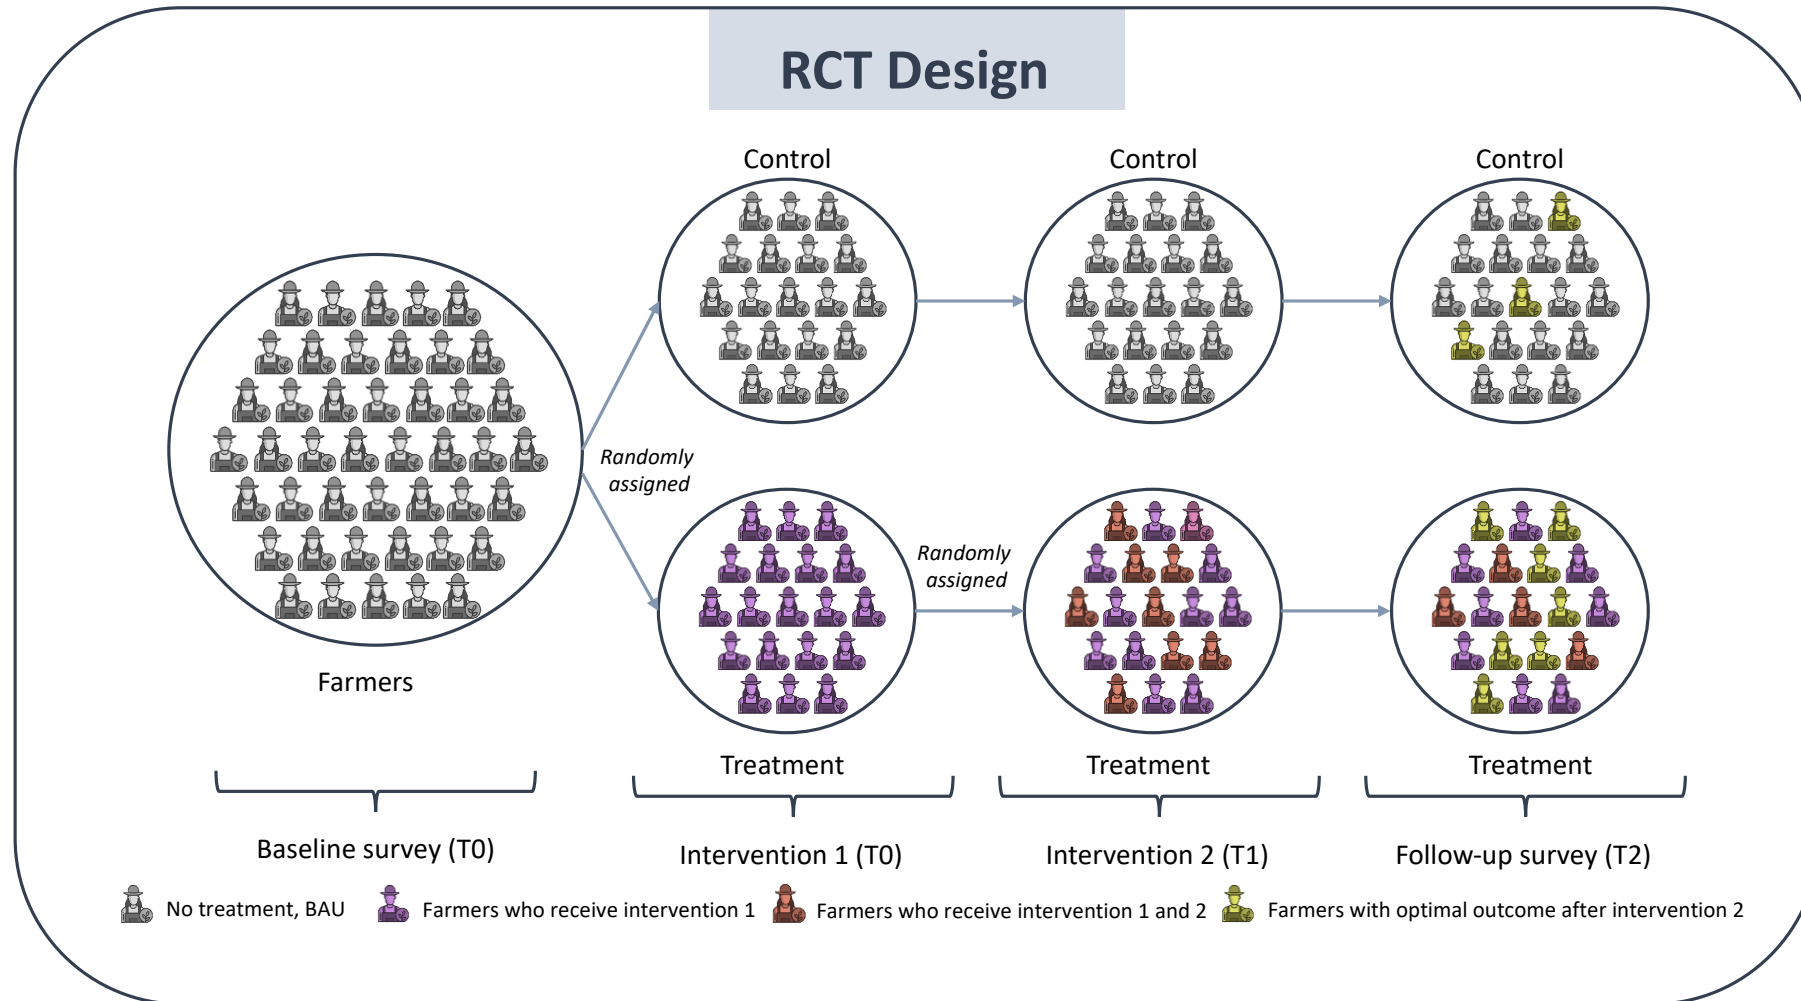 RCT Design
Control
Control
Control
Randomly
assigned
Randomly
assigned
Farmers
Treatment
Treatment
Treatment
Baseline survey (T0)
Intervention 1 (T0)
Intervention 2 (T1)
Follow-up survey (T2)
No treatment, BAU
Farmers who receive intervention 1
Farmers who receive intervention 1 and 2
Farmers with optimal outcome after intervention 2